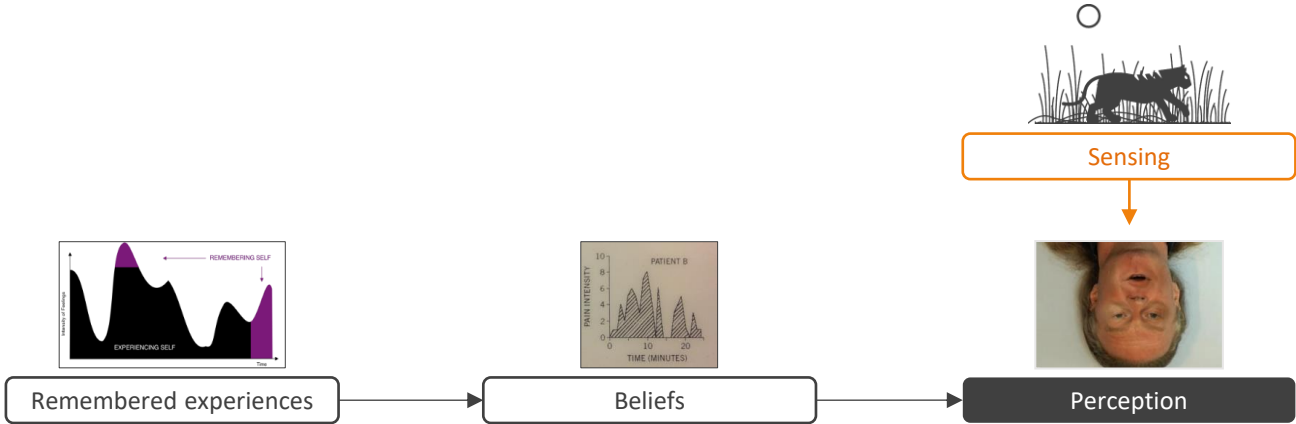 Sensing
REMEMBERING SELF
Intensity of Feelings
EXPERIENCING SELF
Time
PATIENT B
PAIN INTENSITY
10
8
6
4
2
0
0 10 20
TIME (MINUTES)
Remembered experiences
Beliefs
Perception